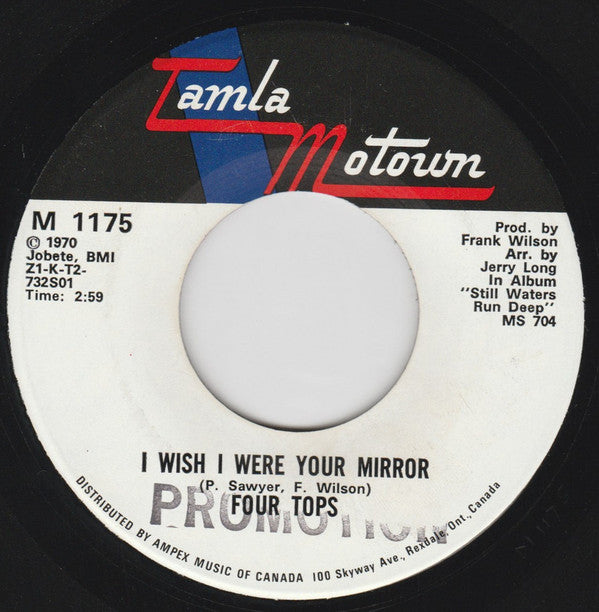 Tamla
Motown
M 1175
© 1970
Jobete, BMI
Z1-K-T2-
732S01
Time: 2:59
Prod. by
Frank Wilson
Arr. by
Jerry Long
In Album
"Still Waters
Run Deep"
MS 704
I WISH I WERE YOUR MIRROR
(P. Sawyer, F. Wilson)
PROMOTION
FOUR TOPS
DISTRIBUTED BY AMPEX MUSIC OF CANADA 100 Skyway Ave., Rexdale, Ont., Canada